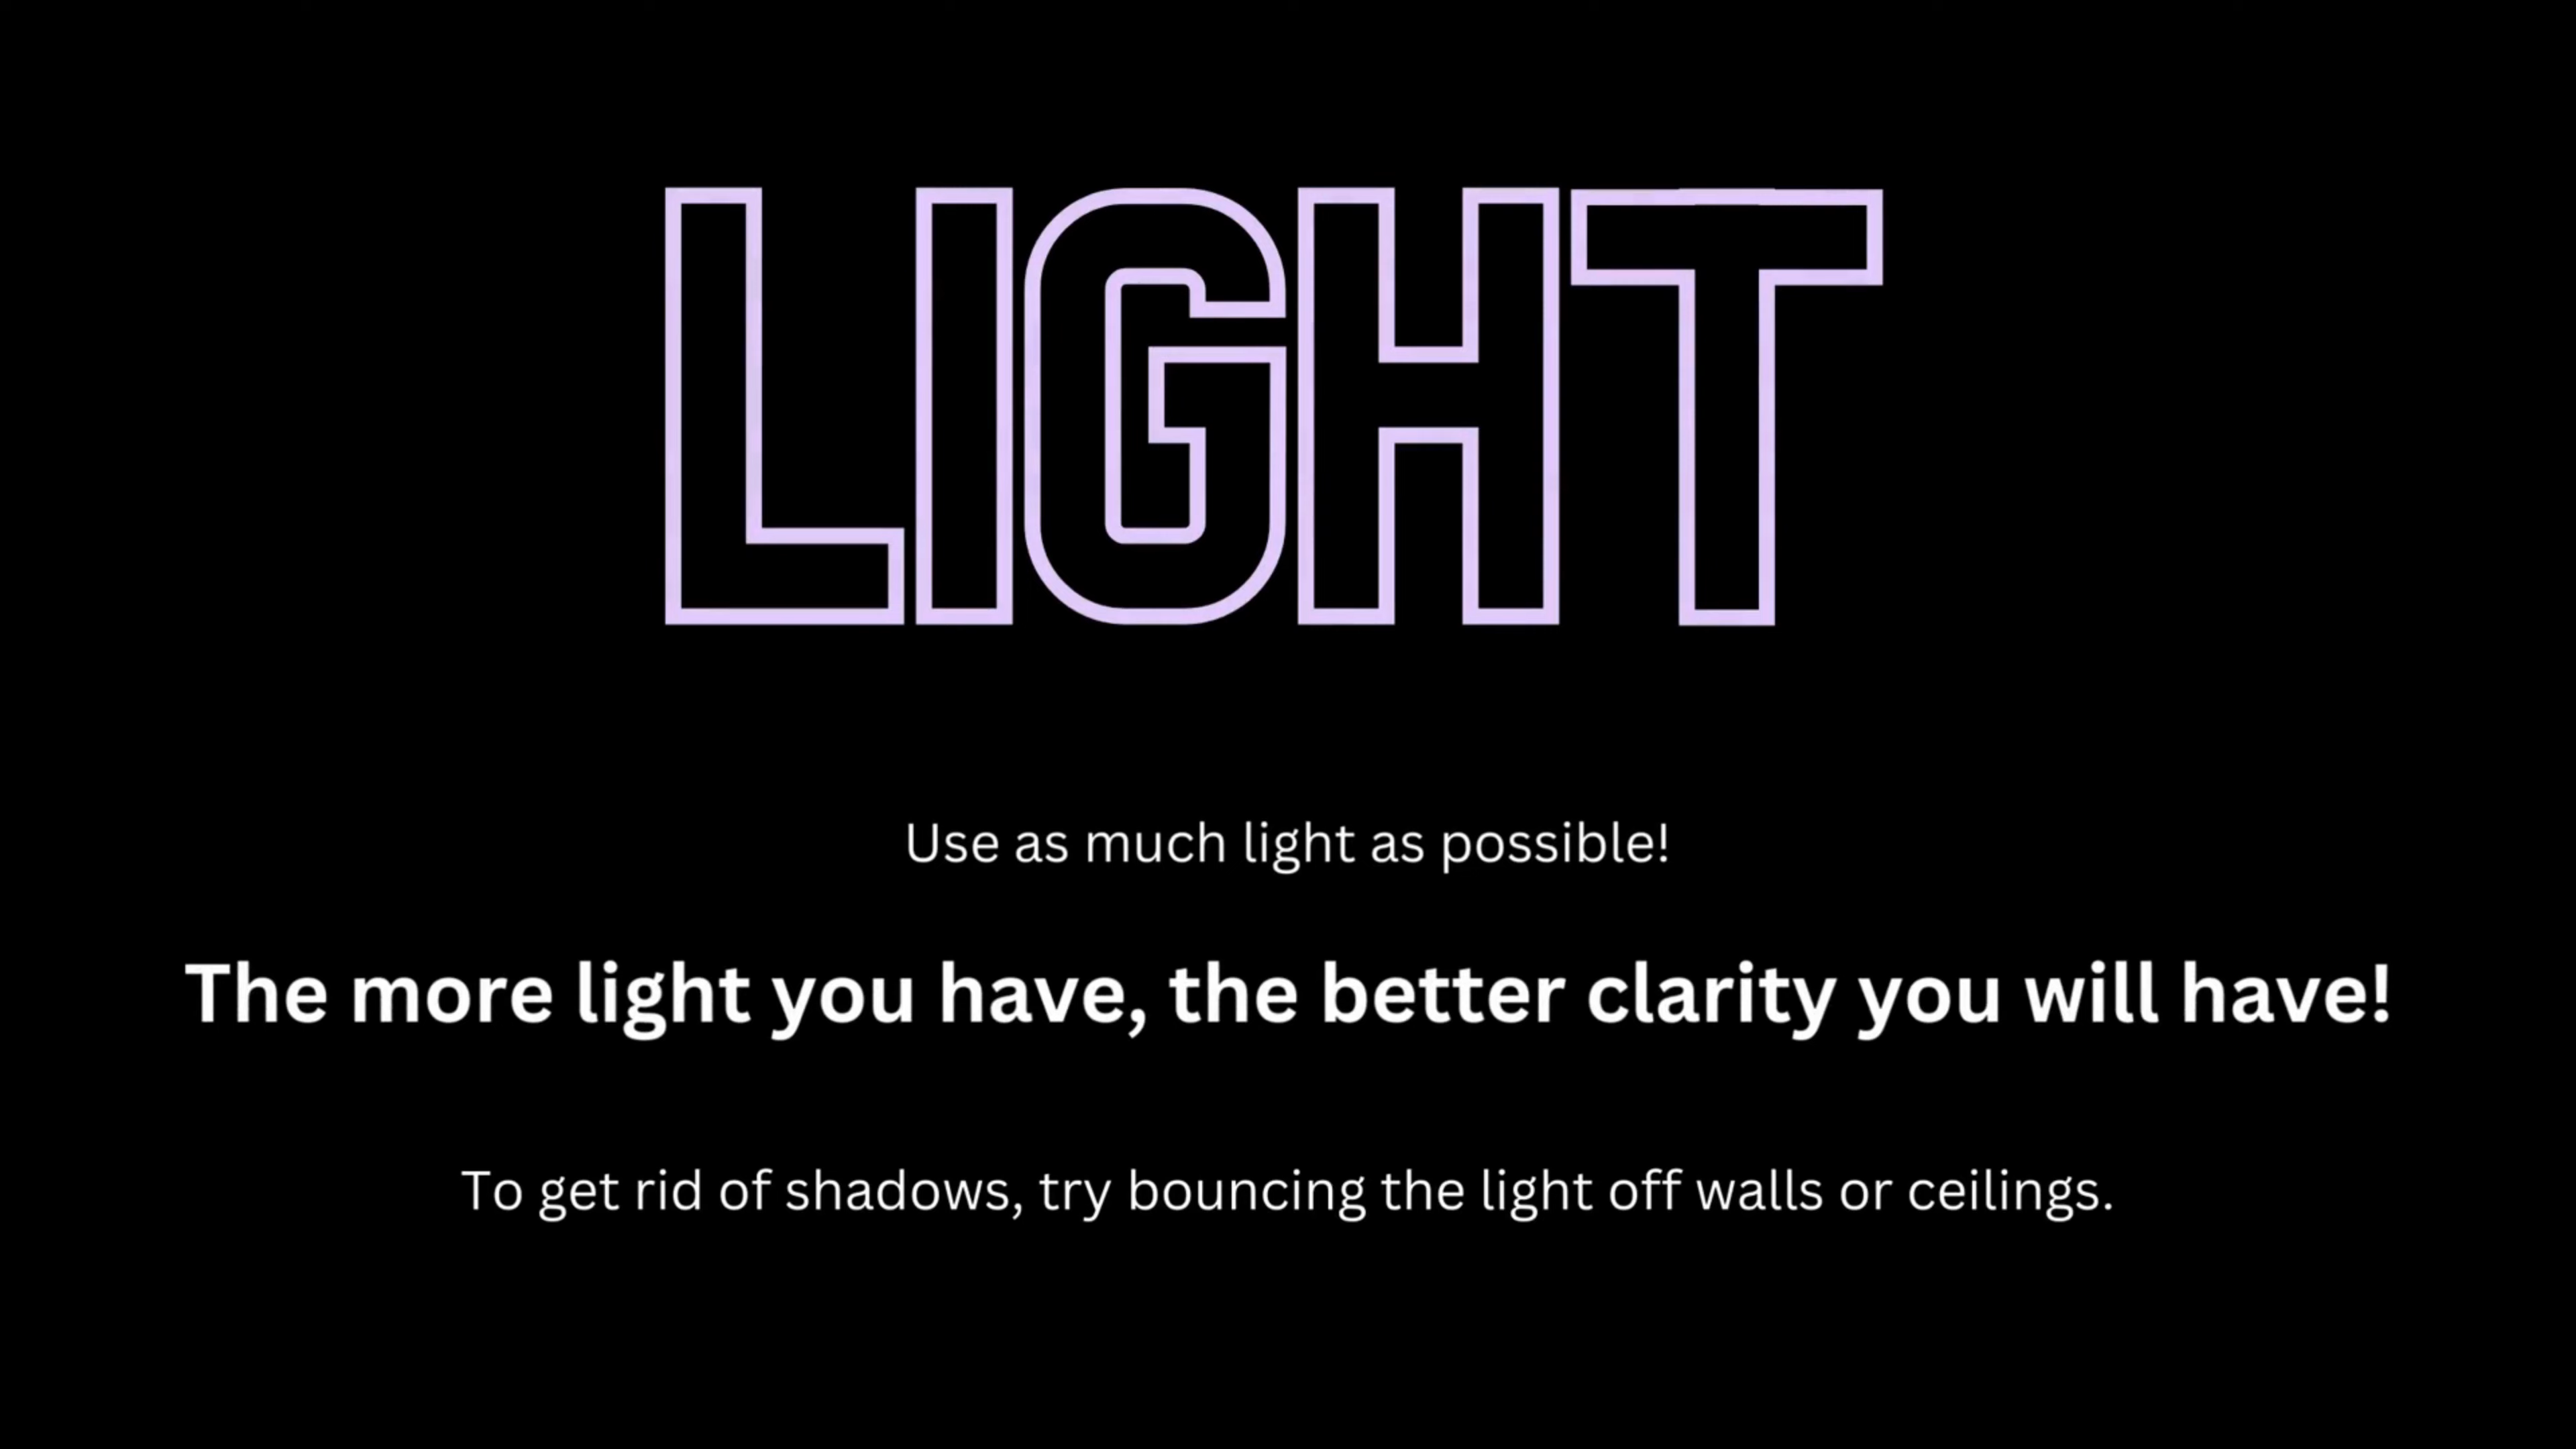 LIGHT
Use as much light as possible!
The more light you have, the better clarity you will have!
To get rid of shadows, try bouncing the light off walls or ceilings.